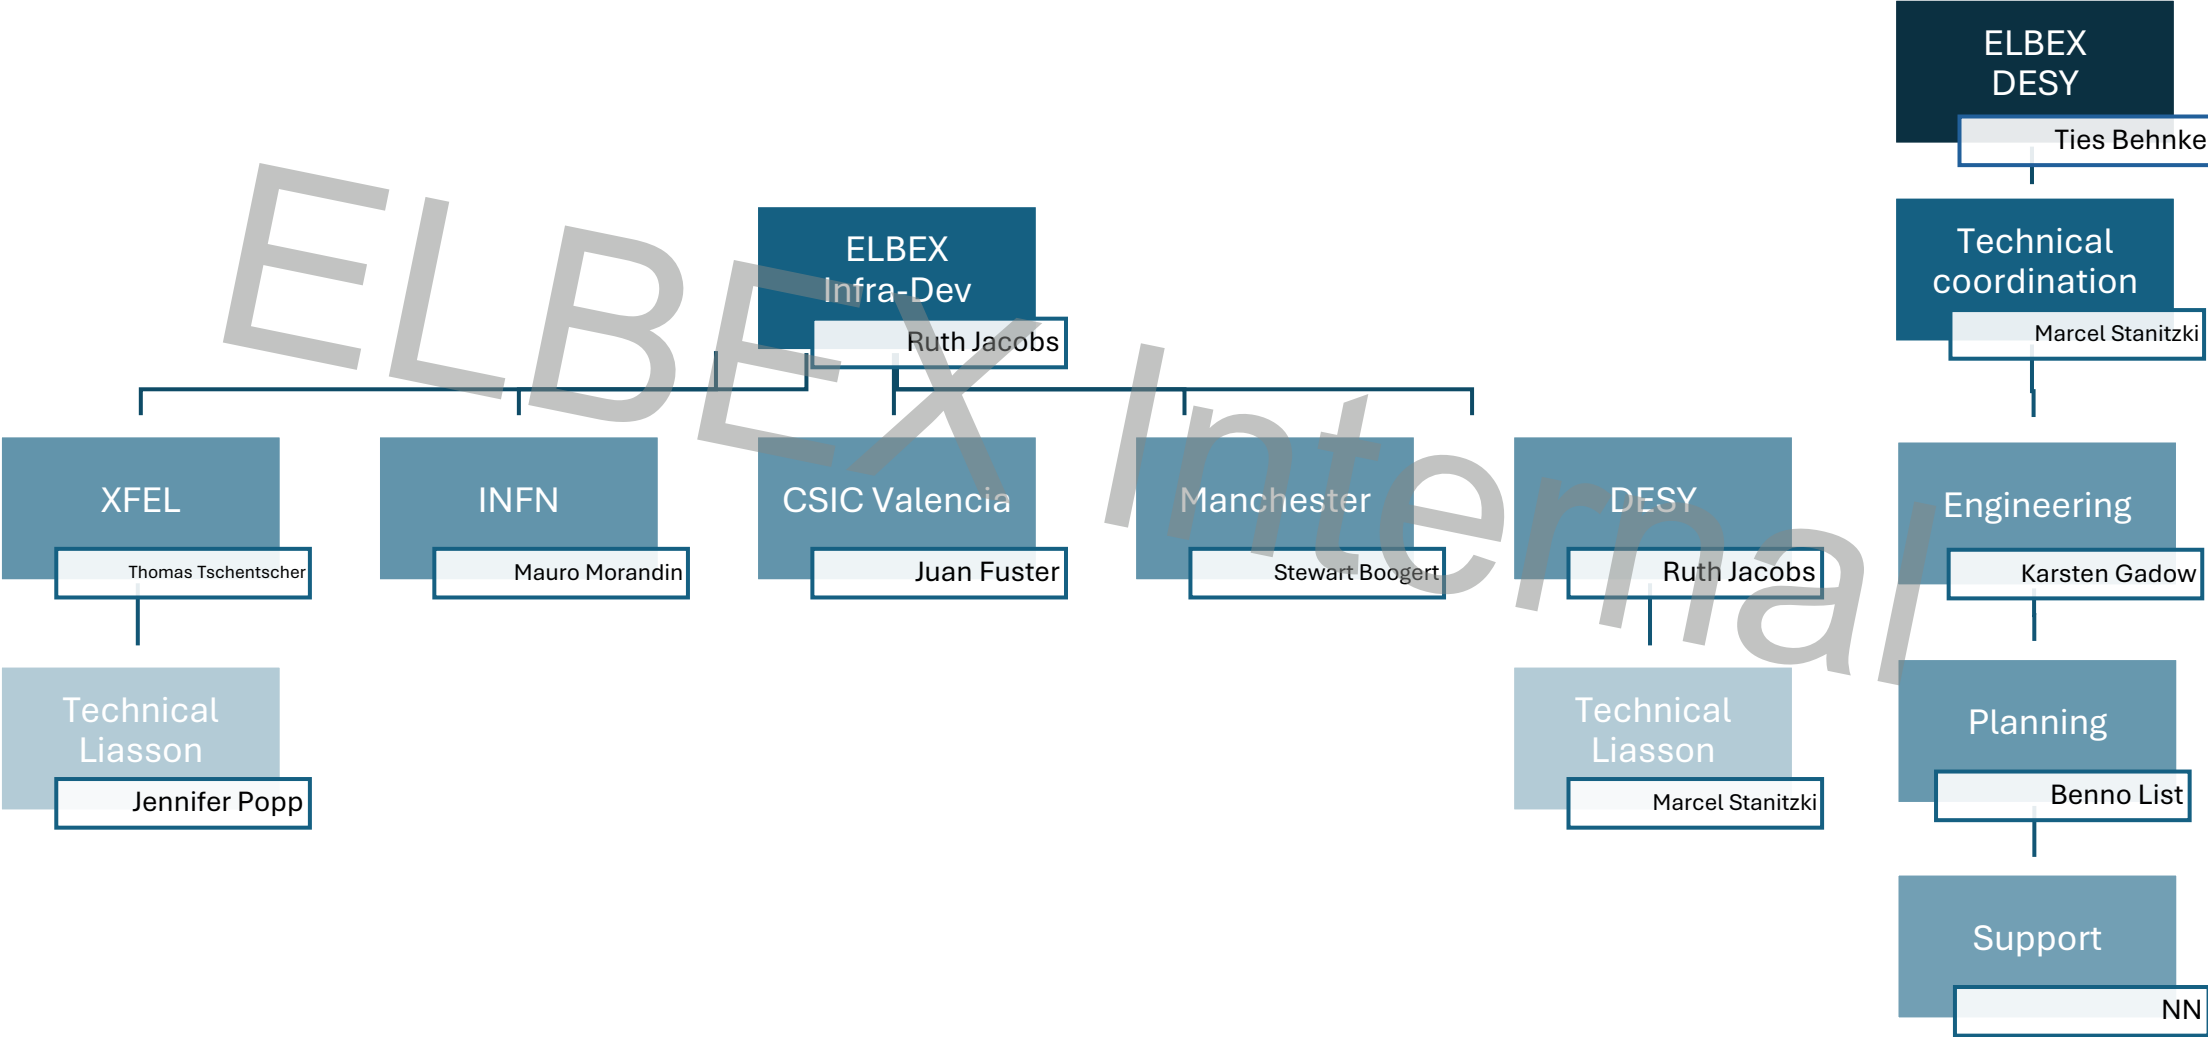 ELBEX
DESY
Ties Behnke
Technical
coordination
Marcel Stanitzki
ELBEX
Infra-Dev
Ruth Jacobs
ELBEX Internal
XFEL
Thomas Tschentscher
INFN
Mauro Morandin
CSIC Valencia
Juan Fuster
Manchester
Stewart Boogert
DESY
Ruth Jacobs
Engineering
Karsten Gadow
Technical
Liasson
Jennifer Popp
Technical
Liasson
Marcel Stanitzki
Planning
Benno List
Support
NN